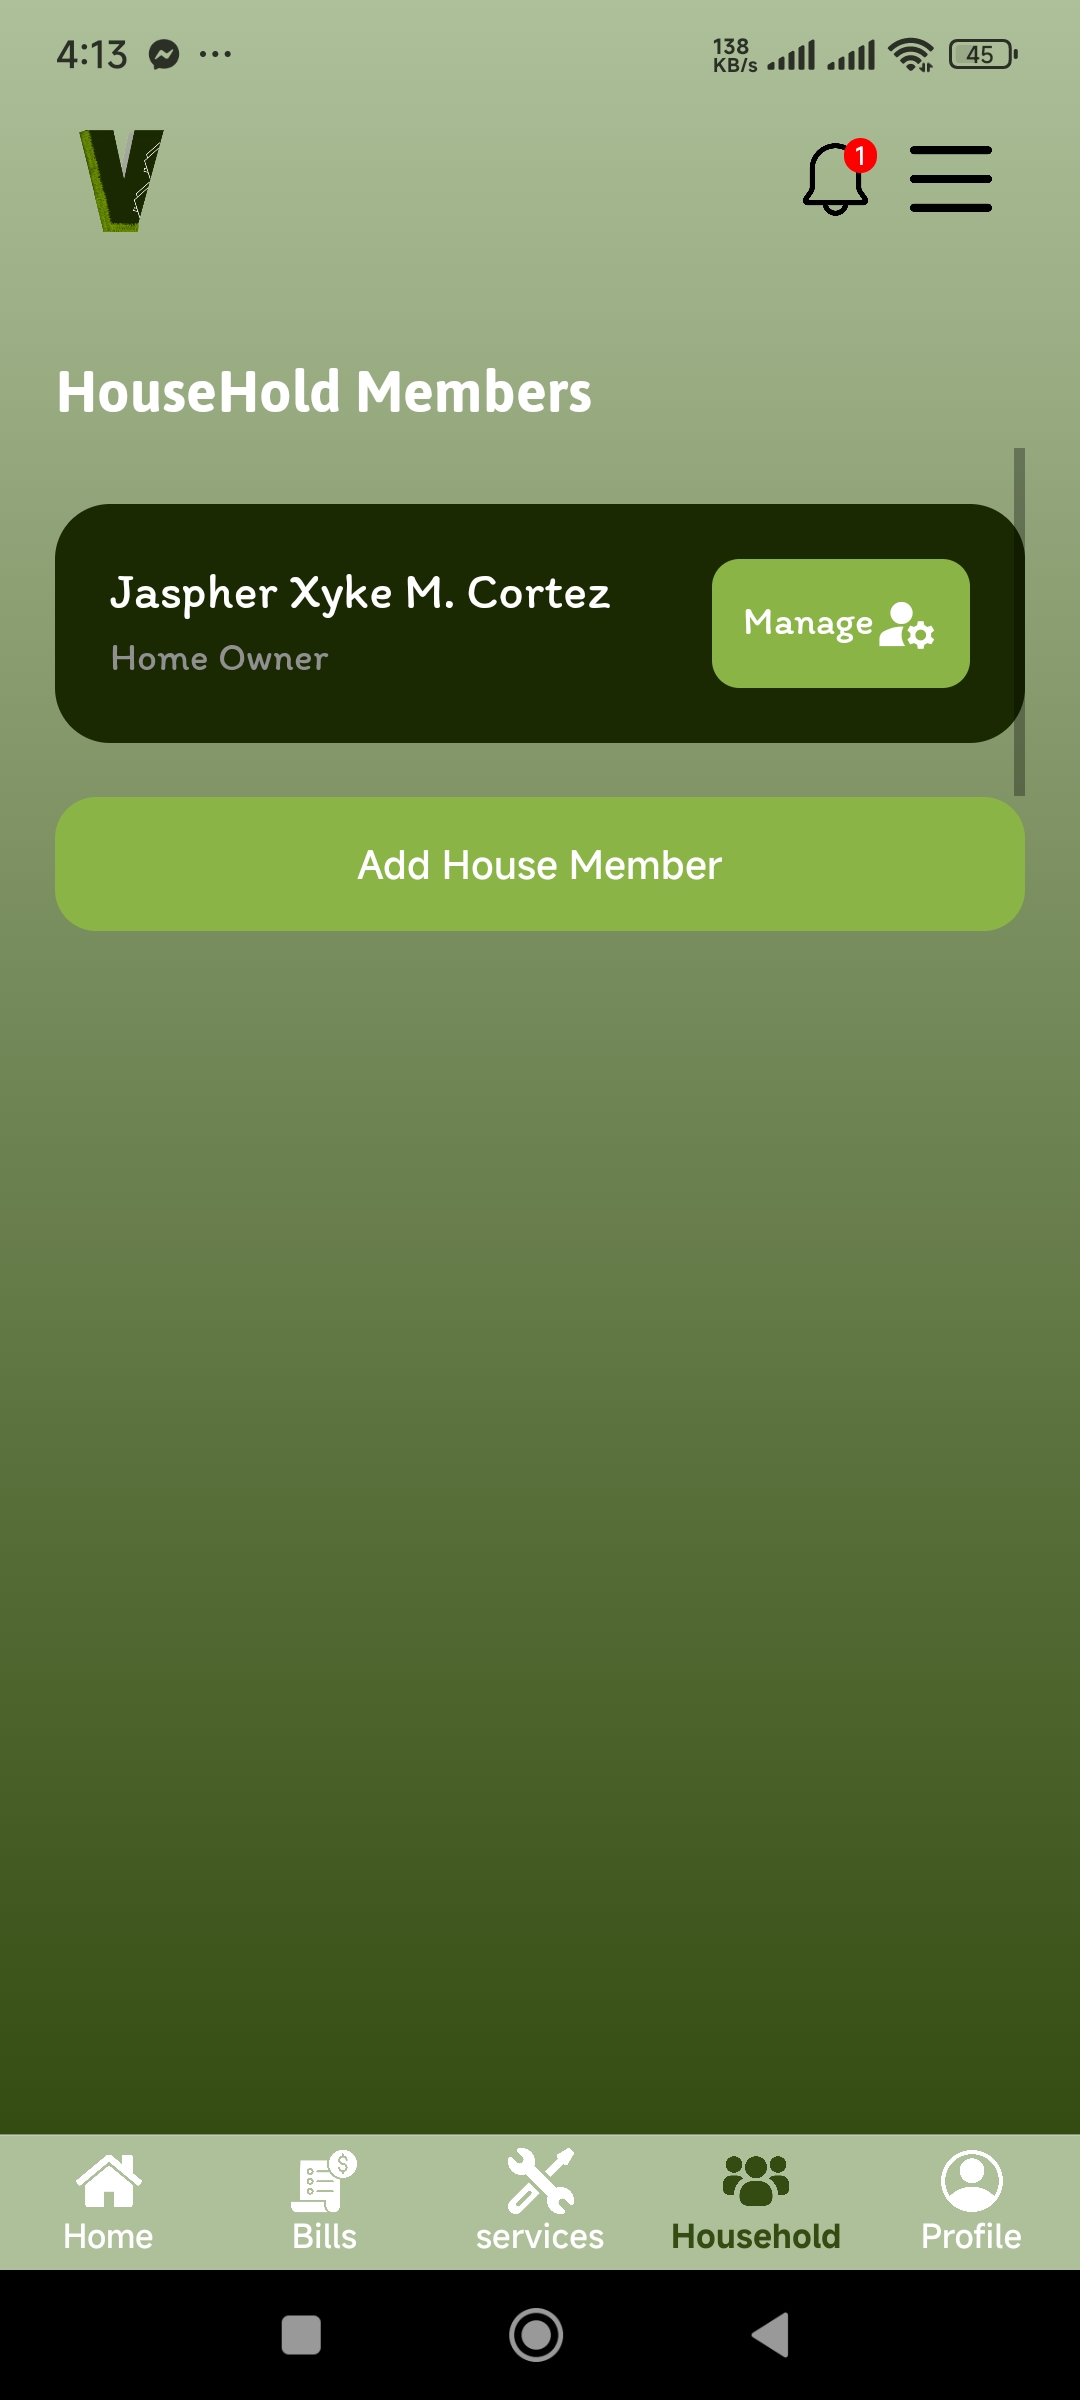 4:13
138
KB/s
45
V
1
HouseHold Members
Jaspher Xyke M. Cortez
Home Owner
Manage
Add House Member
Home
Bills
services
Household
Profile